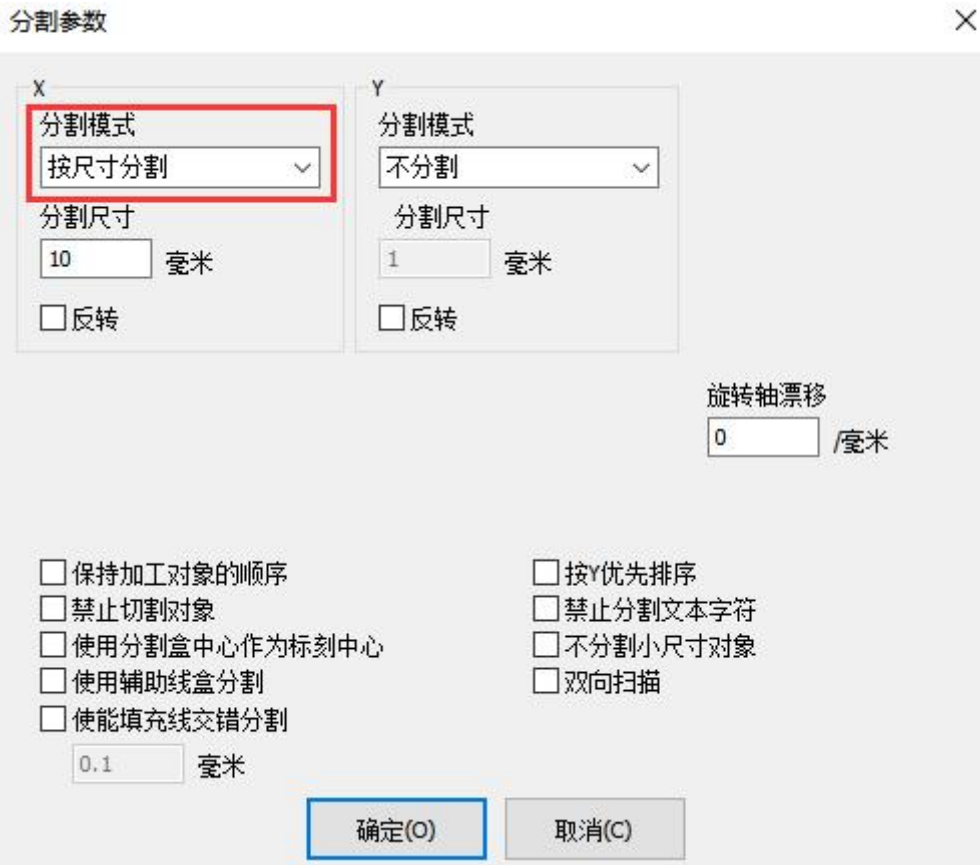 分割参数
X
分割模式
按尺寸分割
分割尺寸
10 毫米
反转
Y
分割模式
不分割
分割尺寸
1 毫米
反转
旋转轴漂移
0 /毫米
保持加工对象的顺序
禁止切割对象
使用分割盒中心作为标刻中心
使用辅助线盒分割
使能填充线交错分割
0.1 毫米
按Y优先排序
禁止分割文本字符
不分割小尺寸对象
双向扫描
确定(O)
取消(C)